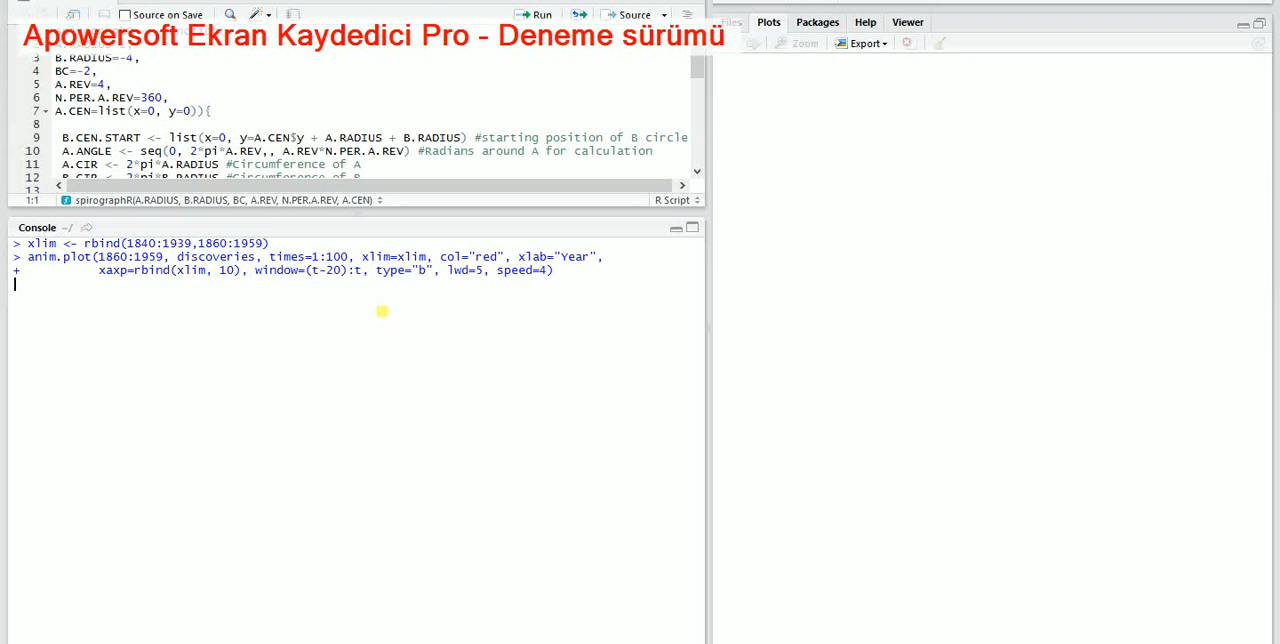 Source on Save
Run
Source
Files
Plots
Packages
Help
Viewer
Apowersoft Ekran Kaydedici Pro - Deneme sürümü
Zoom
Export
3 B.RADIUS=-4,
4 BC=-2,
5 A.REV=4,
6 N.PER.A.REV=360,
7 A.CEN=list(x=0, y=0)){
8
9 B.CEN.START <- list(x=0, y=A.CEN$y + A.RADIUS + B.RADIUS) #starting position of B circle
10 A.ANGLE <- seq(0, 2*pi*A.REV,, A.REV*N.PER.A.REV) #Radians around A for calculation
11 A.CIR <- 2*pi*A.RADIUS #Circumference of A
12 B.CIR <- 2*pi*B.RADIUS #Circumference of B
13
1:1 spirographR(A.RADIUS, B.RADIUS, BC, A.REV, N.PER.A.REV, A.CEN) R Script
Console ~/
> xlim <- rbind(1840:1939,1860:1959)
> anim.plot(1860:1959, discoveries, times=1:100, xlim=xlim, col="red", xlab="Year",
+ xaxp=rbind(xlim, 10), window=(t-20):t, type="b", lwd=5, speed=4)